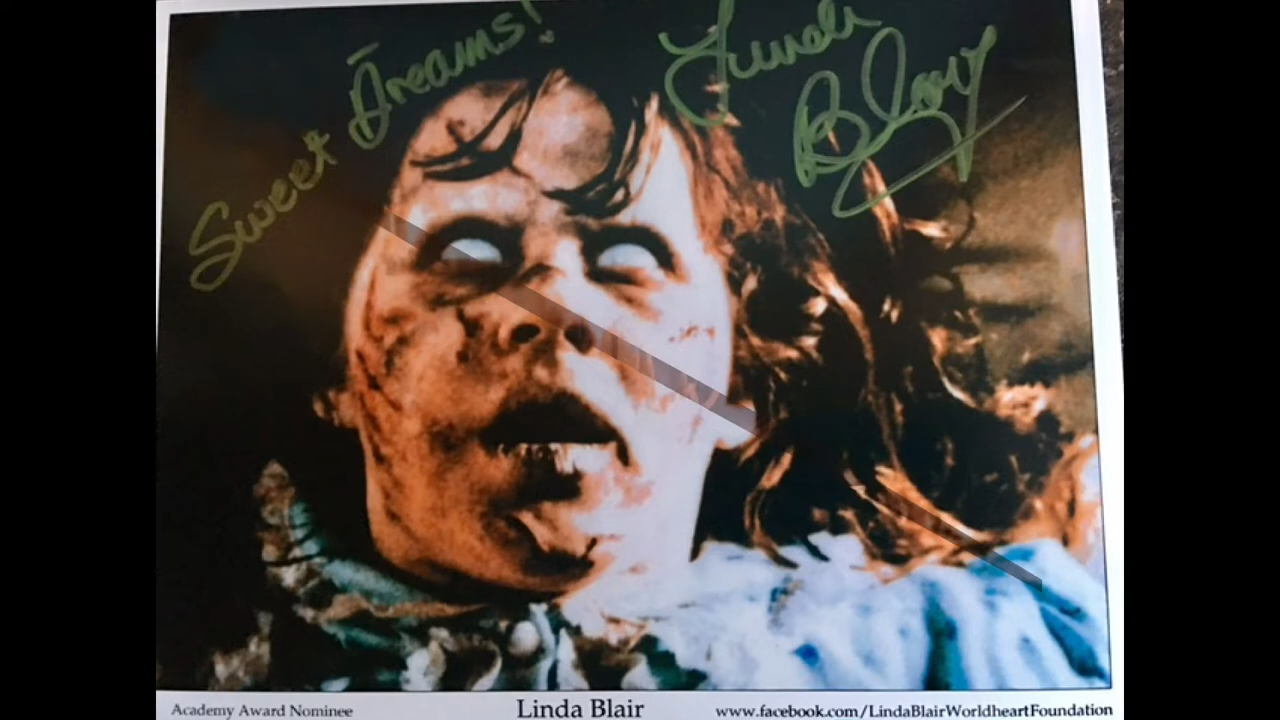 Sweet Dreams!
Linda Blair
Academy Award Nominee
Linda Blair
www.facebook.com/LindaBlairWorldheartFoundation